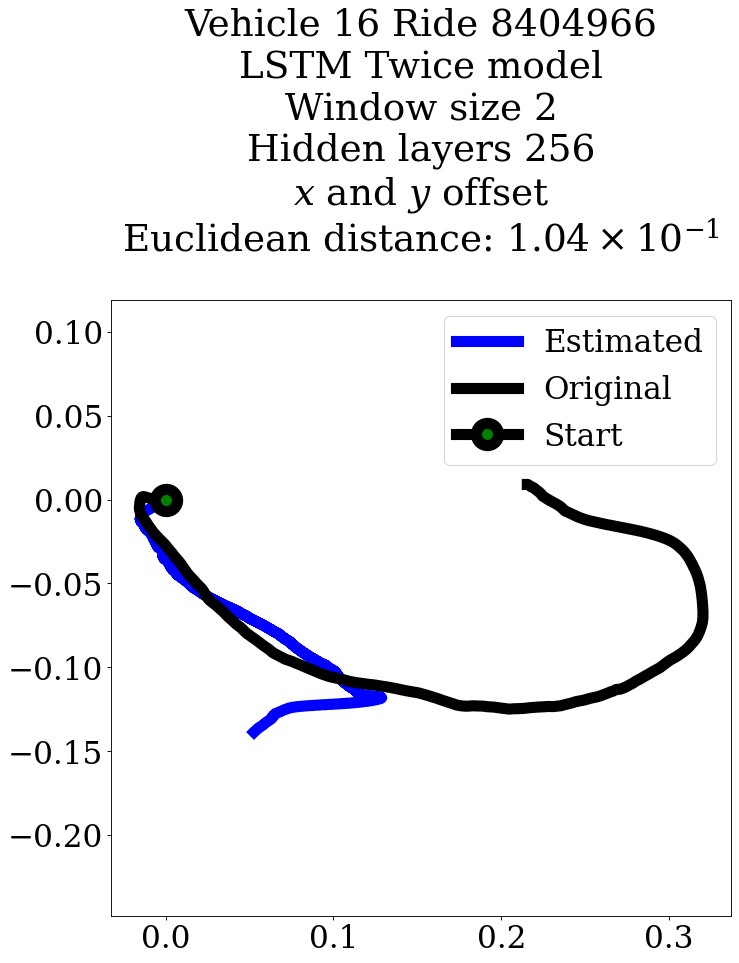 Vehicle 16 Ride 8404966
LSTM Twice model
Window size 2
Hidden layers 256
x and y offset
Euclidean distance: 1.04 × 10⁻¹
Estimated
Original
Start
0.10
0.05
0.00
−0.05
−0.10
−0.15
−0.20
0.0 0.1 0.2 0.3